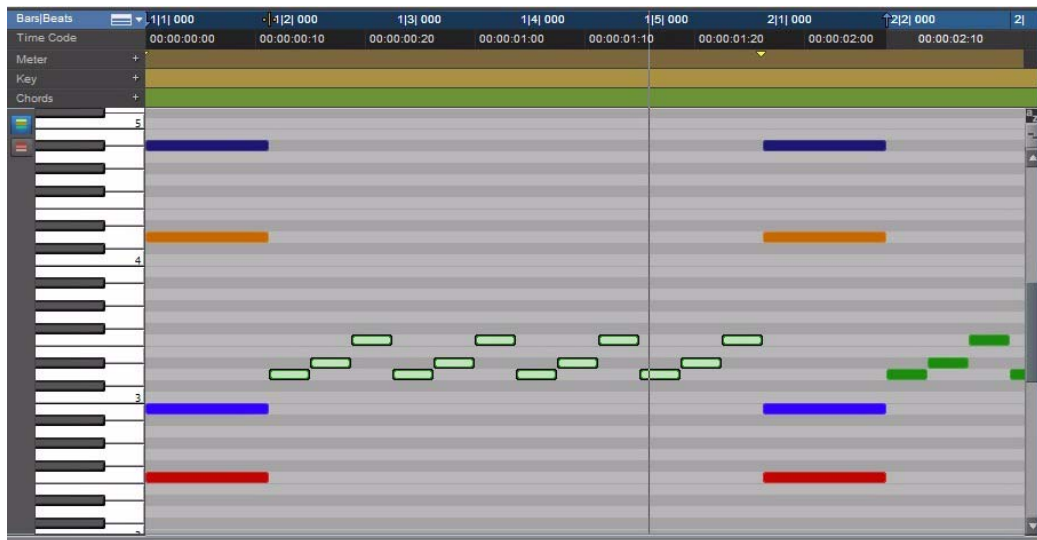 Bars|Beats 1|1| 000 1|2| 000 1|3| 000 1|4| 000 1|5| 000 2|1| 000 2|2| 000 2|
Time Code 00:00:00:00 00:00:00:10 00:00:00:20 00:00:01:00 00:00:01:10 00:00:01:20 00:00:02:00 00:00:02:10
Meter +
Key +
Chords +
5
4
3